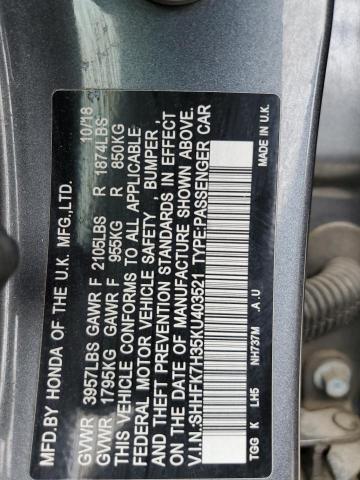 MFD.BY HONDA OF THE U.K. MFG.,LTD. 10/18
GVWR 3957LBS GAWR F 2105LBS R 1874LBS
GVWR 1795KG GAWR F 955KG R 850KG
THIS VEHICLE CONFORMS TO ALL APPLICABLE
FEDERAL MOTOR VEHICLE SAFETY , BUMPER ,
AND THEFT PREVENTION STANDARDS IN EFFECT
ON THE DATE OF MANUFACTURE SHOWN ABOVE.
V.I.N.:SHHFK7H35KU403521 TYPE:PASSENGER CAR
TGG K LH5 NH737M .A .U MADE IN U.K.